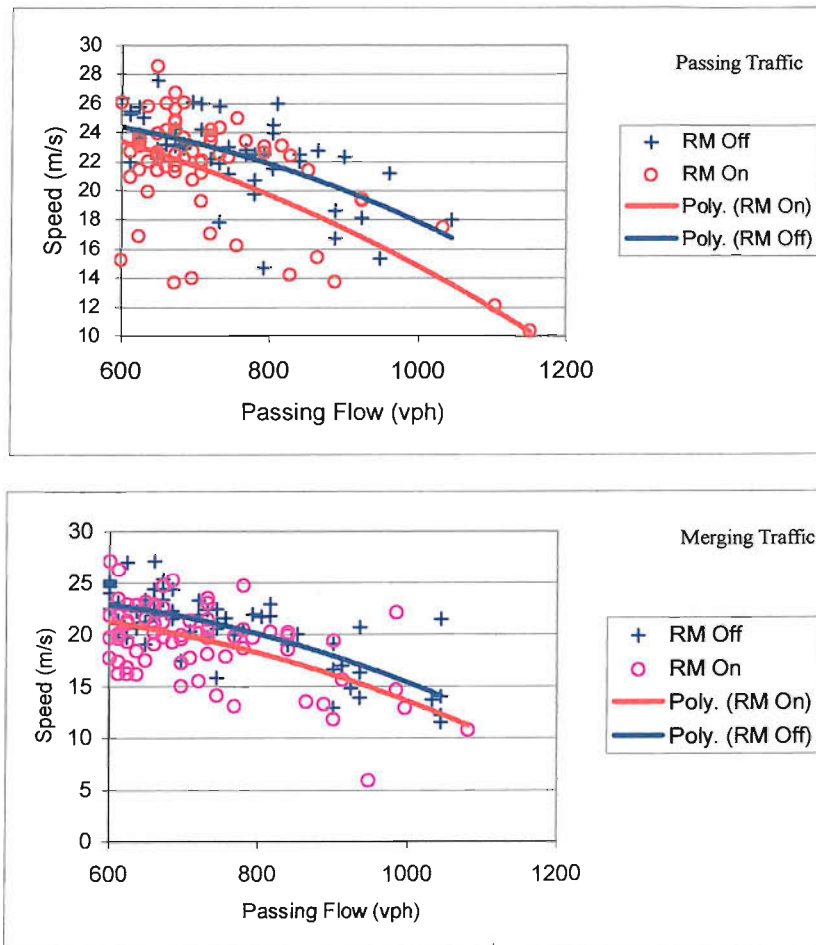 Passing Traffic
30
28
26
24
22
20
18
16
14
12
10
Speed (m/s)
600 800 1000 1200
Passing Flow (vph)
RM Off
RM On
Poly. (RM On)
Poly. (RM Off)
Merging Traffic
30
25
20
15
10
5
0
Speed (m/s)
600 800 1000 1200
Passing Flow (vph)
RM Off
RM On
Poly. (RM On)
Poly. (RM Off)